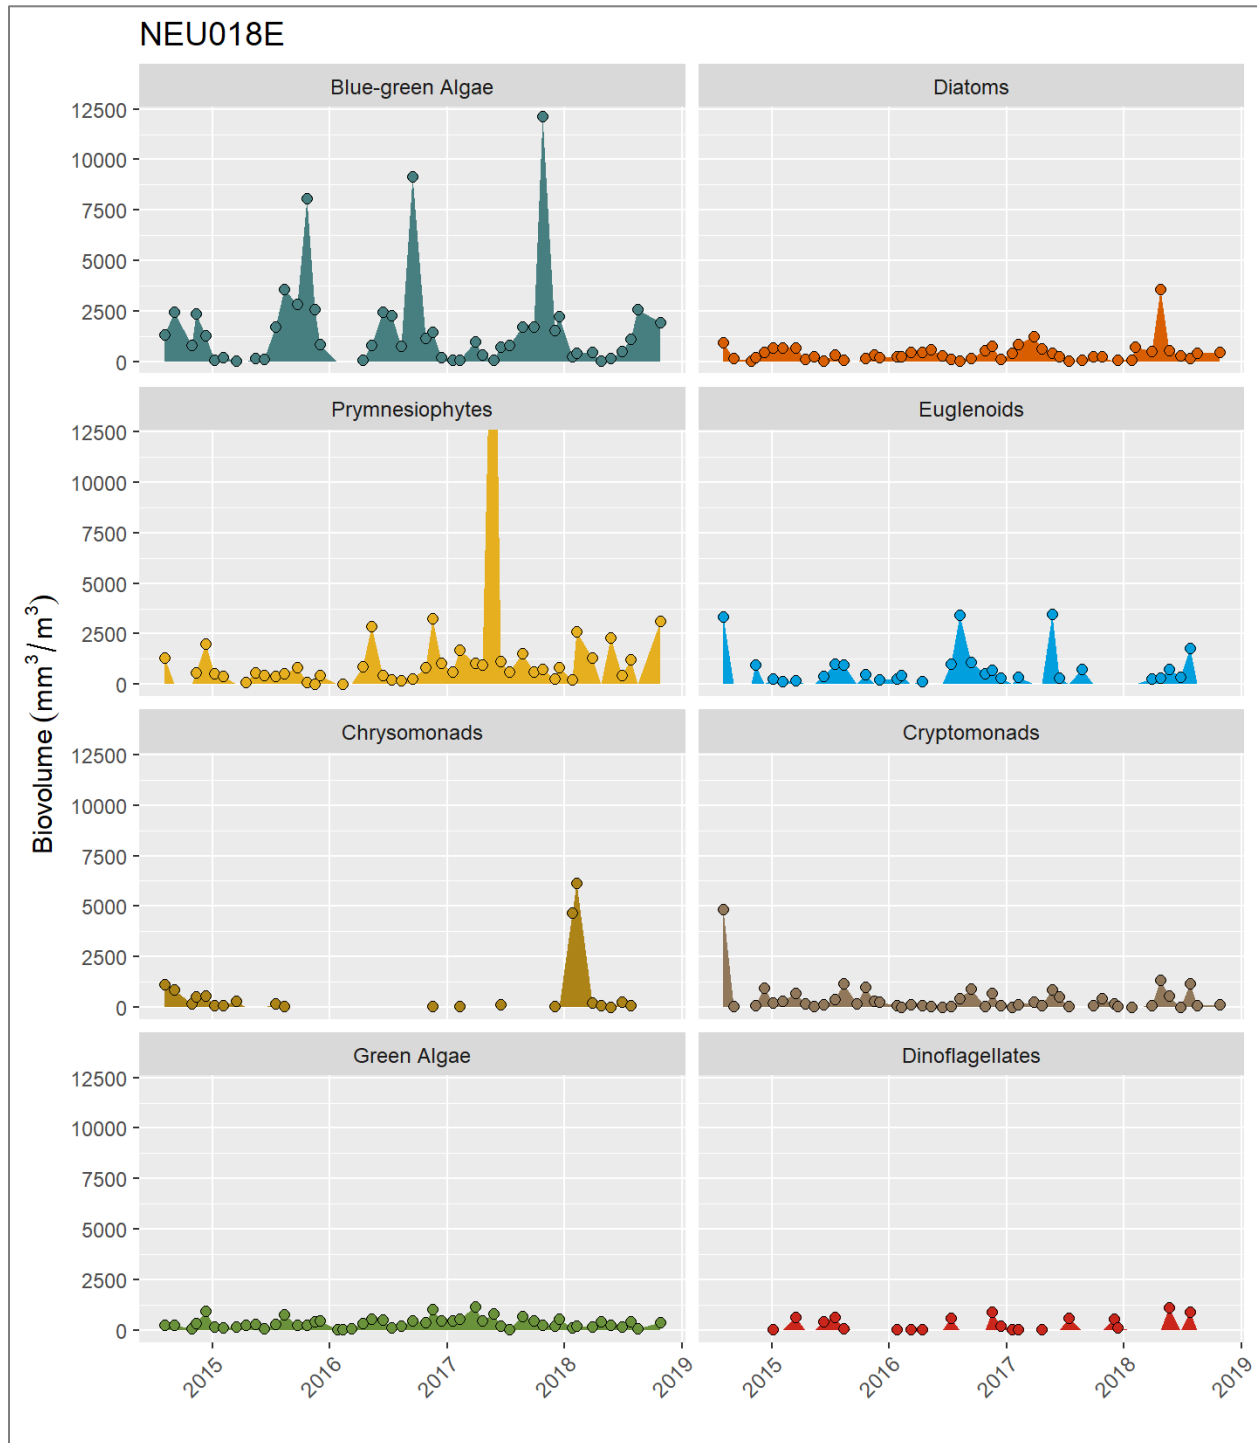 NEU018E
Blue-green Algae
Diatoms
12500
10000
7500
5000
2500
0
Prymnesiophytes
Euglenoids
12500
10000
7500
5000
2500
0
Chrysomonads
Cryptomonads
12500
10000
7500
5000
2500
0
Green Algae
Dinoflagellates
12500
10000
7500
5000
2500
0
Biovolume (mm³/m³)
2015 2016 2017 2018 2019
2015 2016 2017 2018 2019